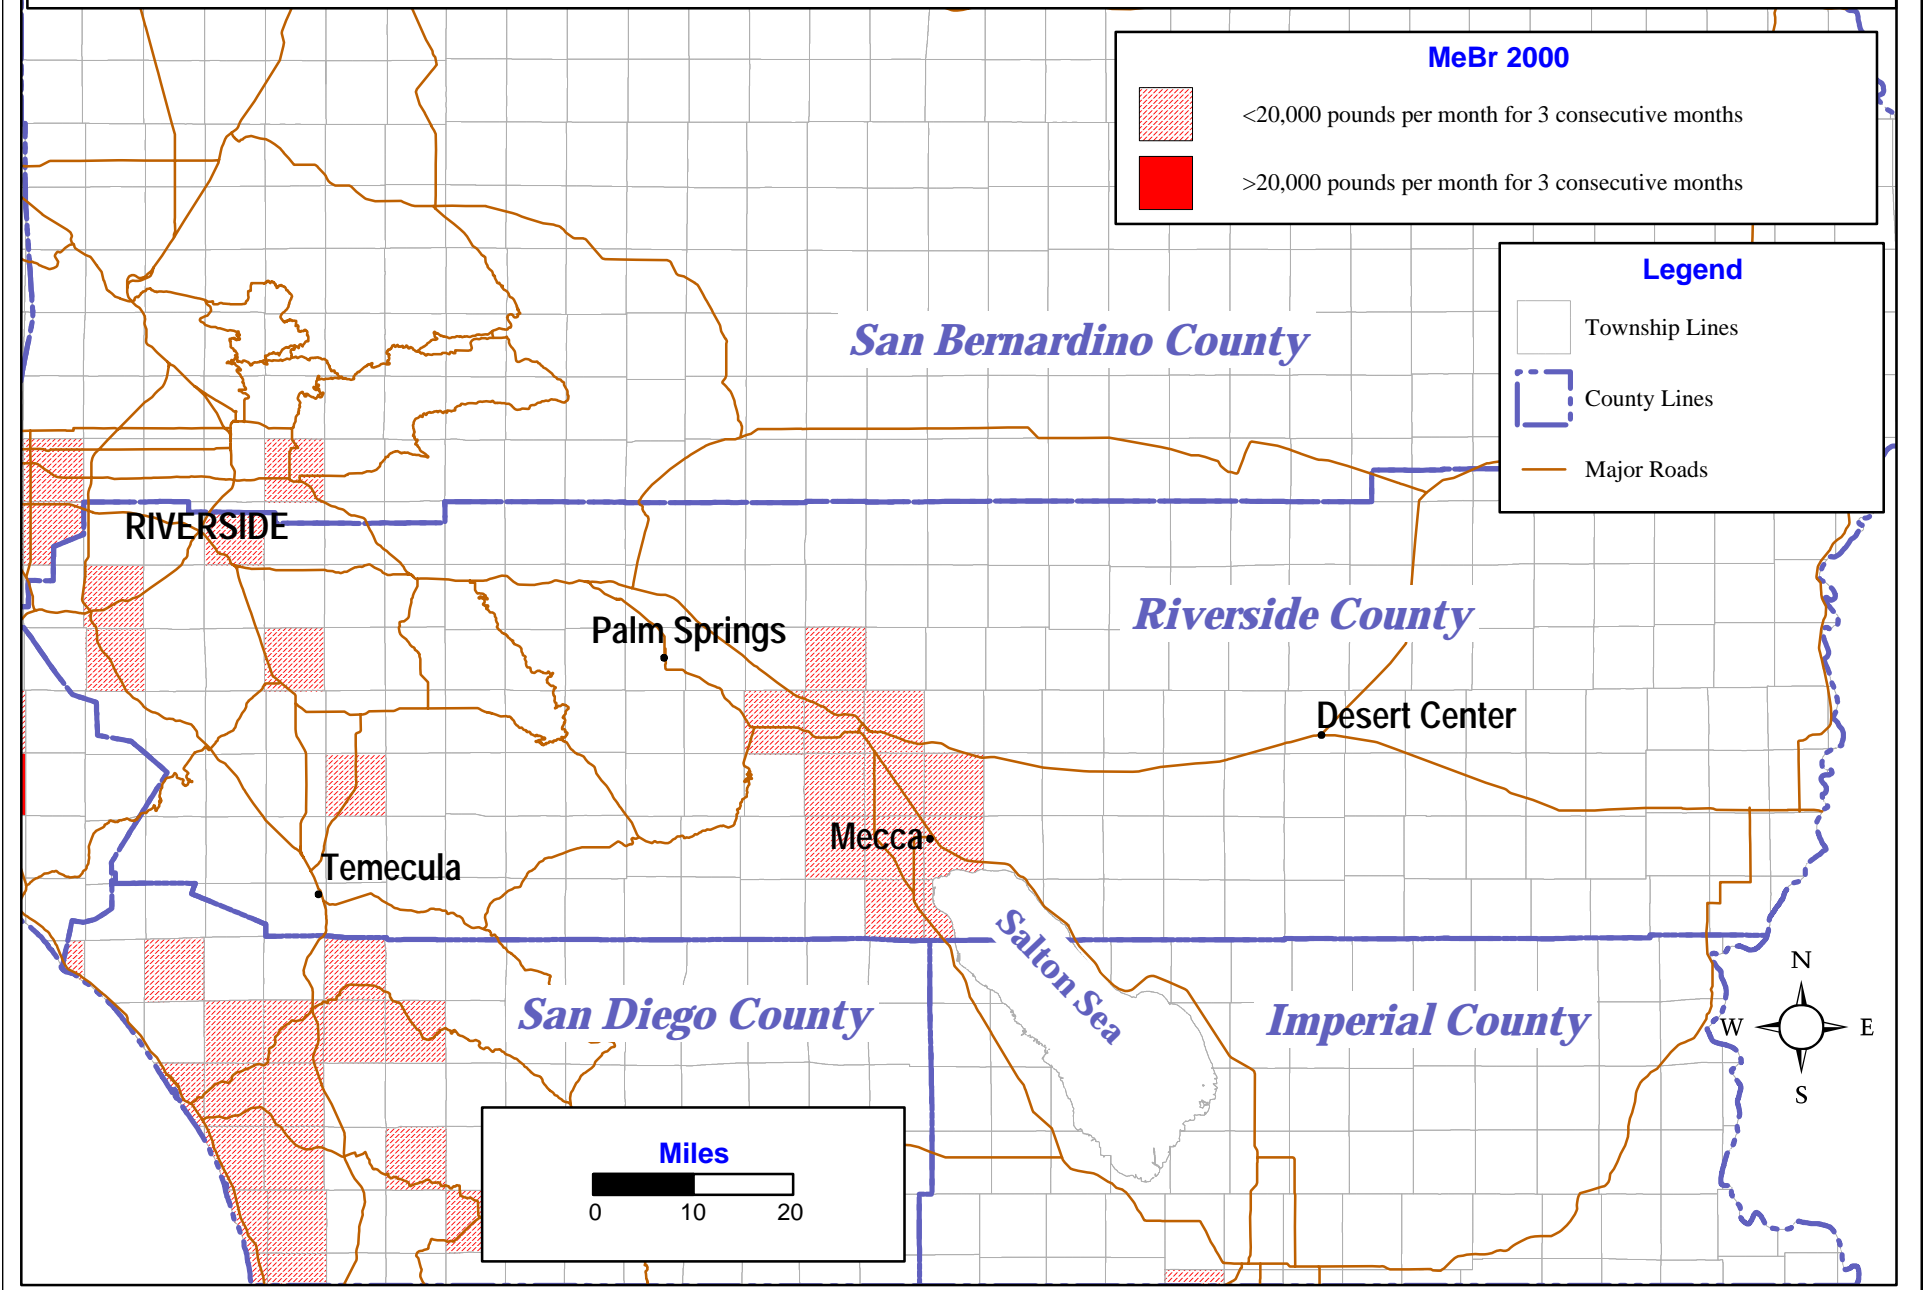 MeBr 2000
<20,000 pounds per month for 3 consecutive months
>20,000 pounds per month for 3 consecutive months
Legend
Township Lines
County Lines
Major Roads
San Bernardino County
RIVERSIDE
Riverside County
Palm Springs
Desert Center
Mecca
Temecula
Salton Sea
San Diego County
Imperial County
N
W
E
S
Miles
0 10 20